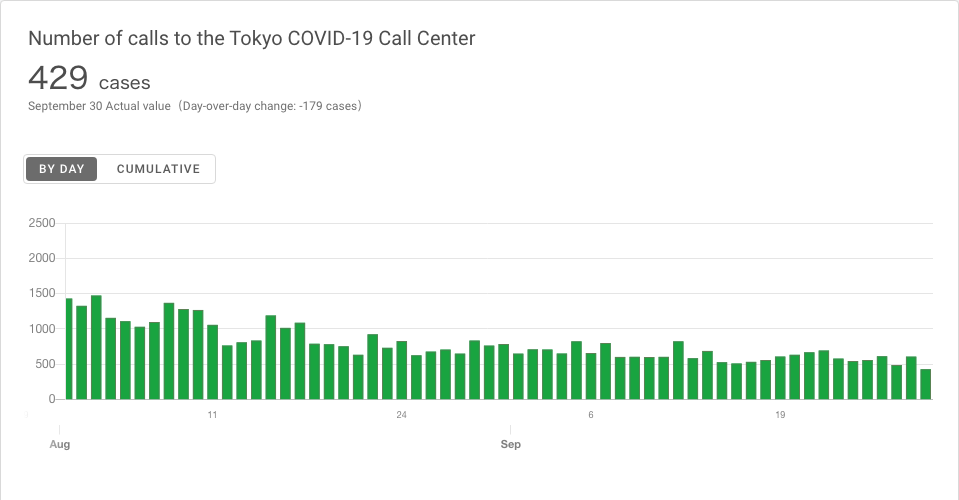 Number of calls to the Tokyo COVID-19 Call Center
429 cases
September 30 Actual value（Day-over-day change: -179 cases）
BY DAY CUMULATIVE
2500
2000
1500
1000
500
0
11 24 6 19
Aug Sep